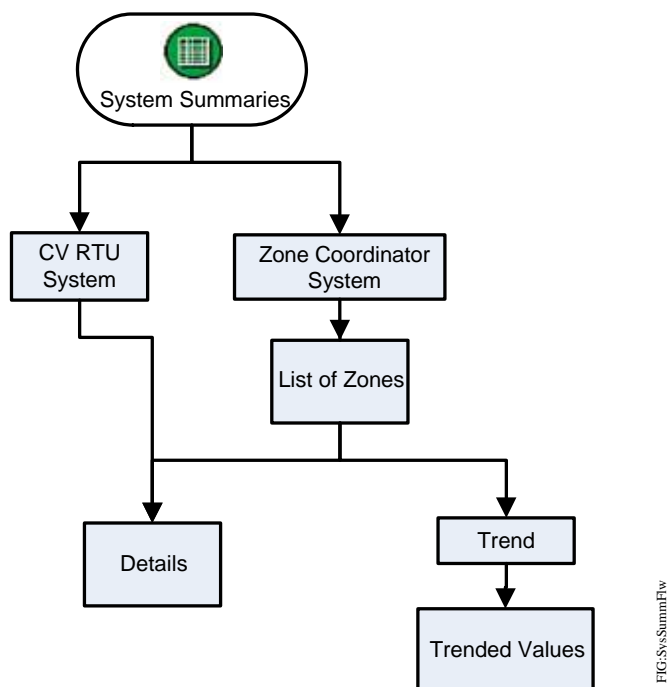 System Summaries
CV RTU
System
Zone Coordinator
System
List of Zones
Details
Trend
Trended Values
FIG:SysSummFlw